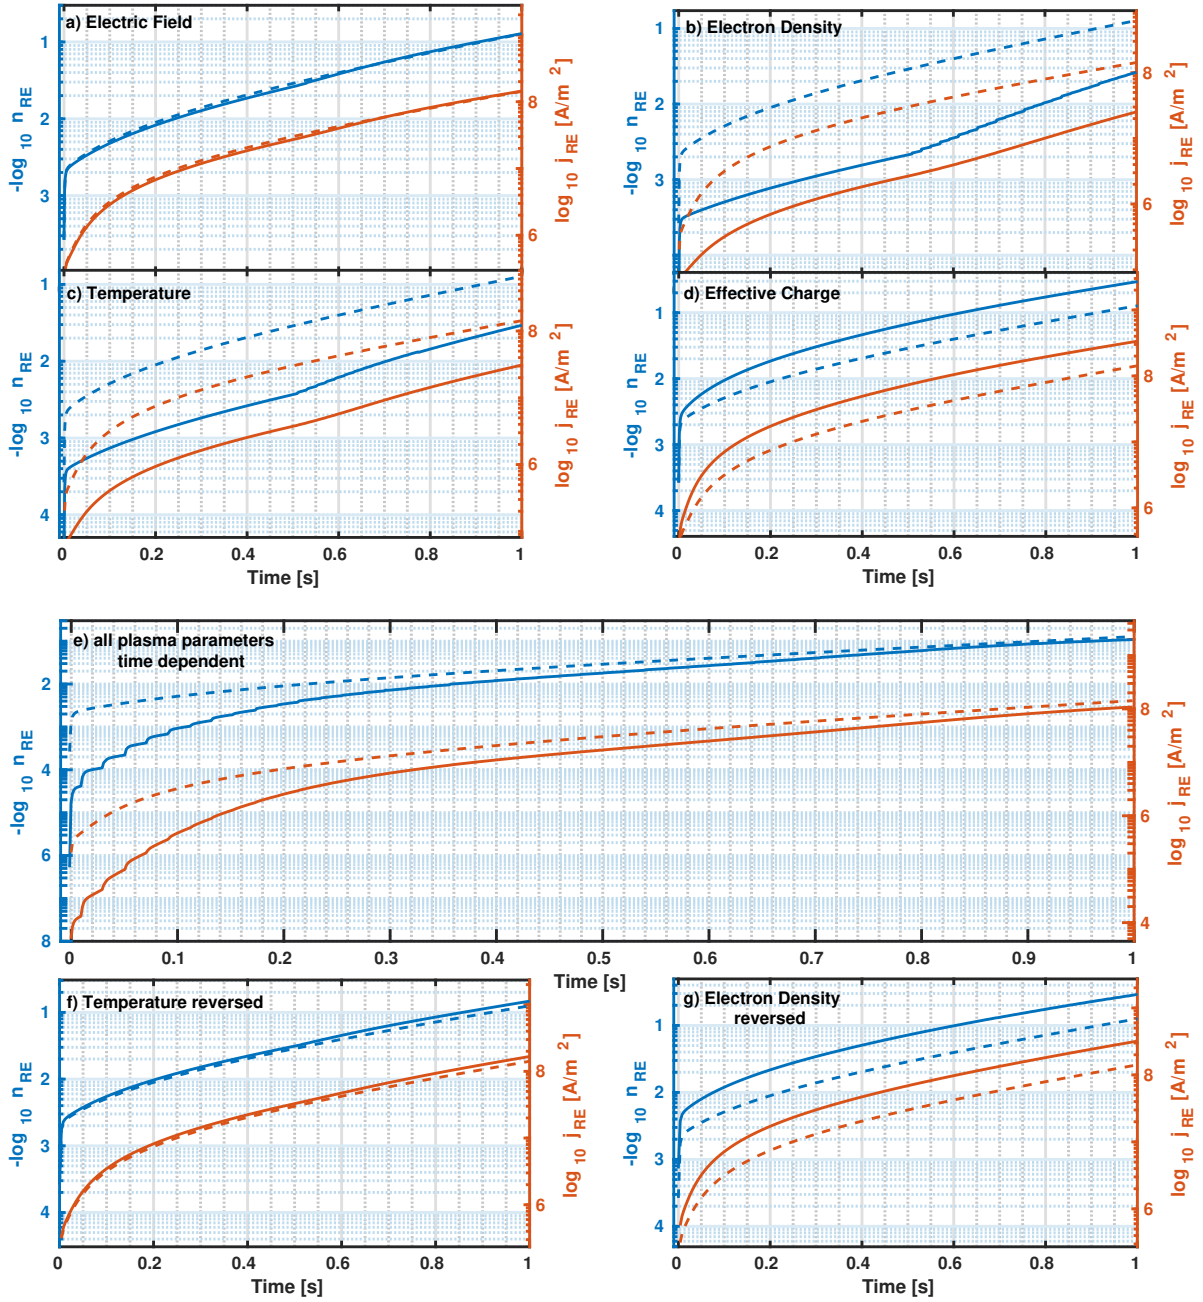 a) Electric Field
1
2
3
-log 10 n RE
8
6
log 10 j RE [A/m 2]
b) Electron Density
1
2
3
-log 10 n RE
8
6
log 10 j RE [A/m 2]
c) Temperature
1
2
3
4
-log 10 n RE
8
6
log 10 j RE [A/m 2]
0 0.2 0.4 0.6 0.8 1
Time [s]
d) Effective Charge
1
2
3
4
-log 10 n RE
8
6
log 10 j RE [A/m 2]
0 0.2 0.4 0.6 0.8 1
Time [s]
e) all plasma parameters
time dependent
2
4
6
8
-log 10 n RE
8
6
4
log 10 j RE [A/m 2]
0 0.1 0.2 0.3 0.4 0.5 0.6 0.7 0.8 0.9 1
Time [s]
f) Temperature reversed
1
2
3
4
-log 10 n RE
8
6
log 10 j RE [A/m 2]
0 0.2 0.4 0.6 0.8 1
Time [s]
g) Electron Density
reversed
1
2
3
4
-log 10 n RE
8
6
log 10 j RE [A/m 2]
0 0.2 0.4 0.6 0.8 1
Time [s]